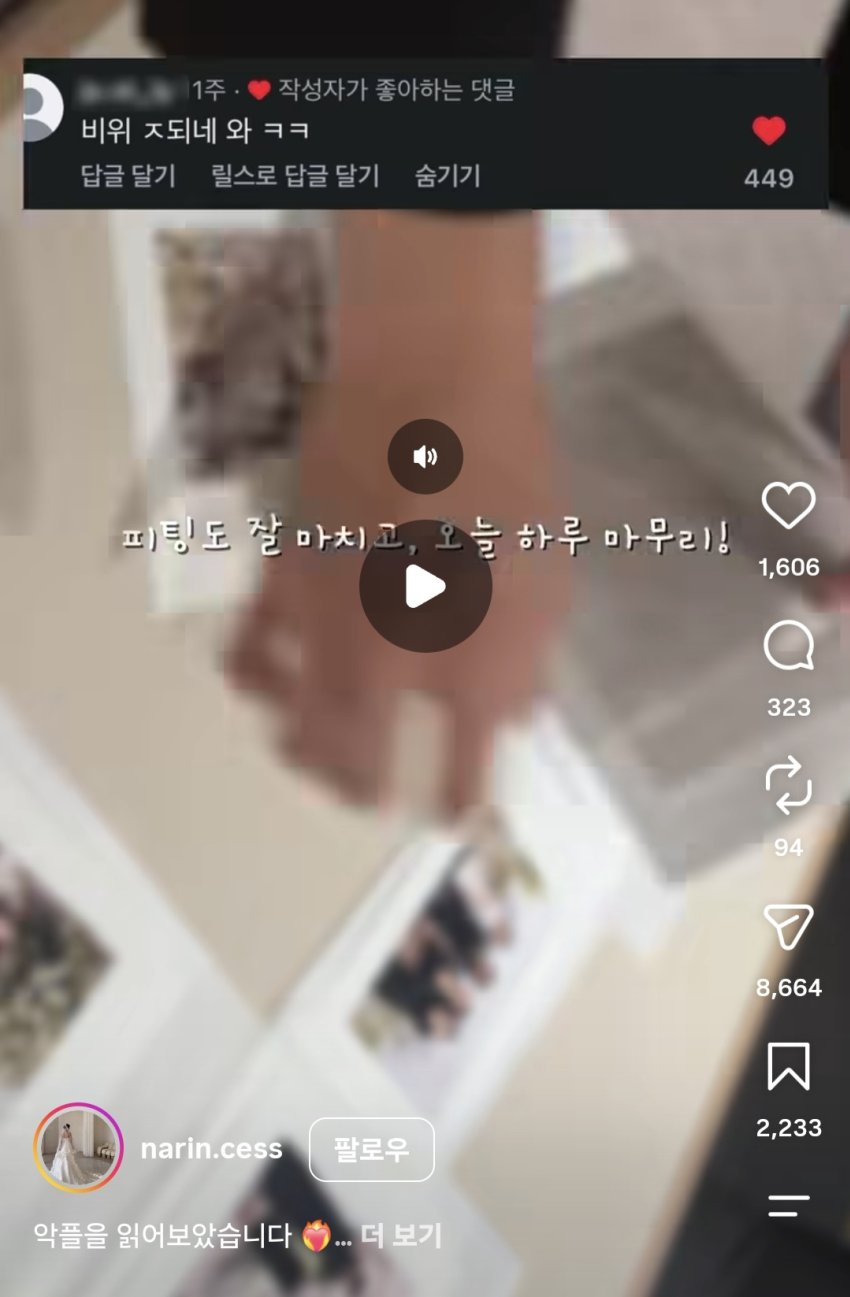 1주 · 작성자가 좋아하는 댓글
비위 ㅈ되네 와 ㅋㅋ
답글 달기 릴스로 답글 달기 숨기기
449
피팅도 잘 마치고, 오늘 하루 마무리!
1,606
323
94
8,664
2,233
narin.cess 팔로우
악플을 읽어보았습니다 ❤️‍🔥... 더 보기